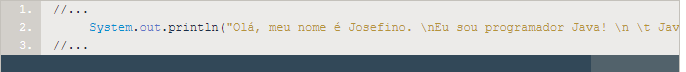 1. //...
2. System.out.println("Olá, meu nome é Josefino. \nEu sou programador Java! \n \t Jav
3. //...